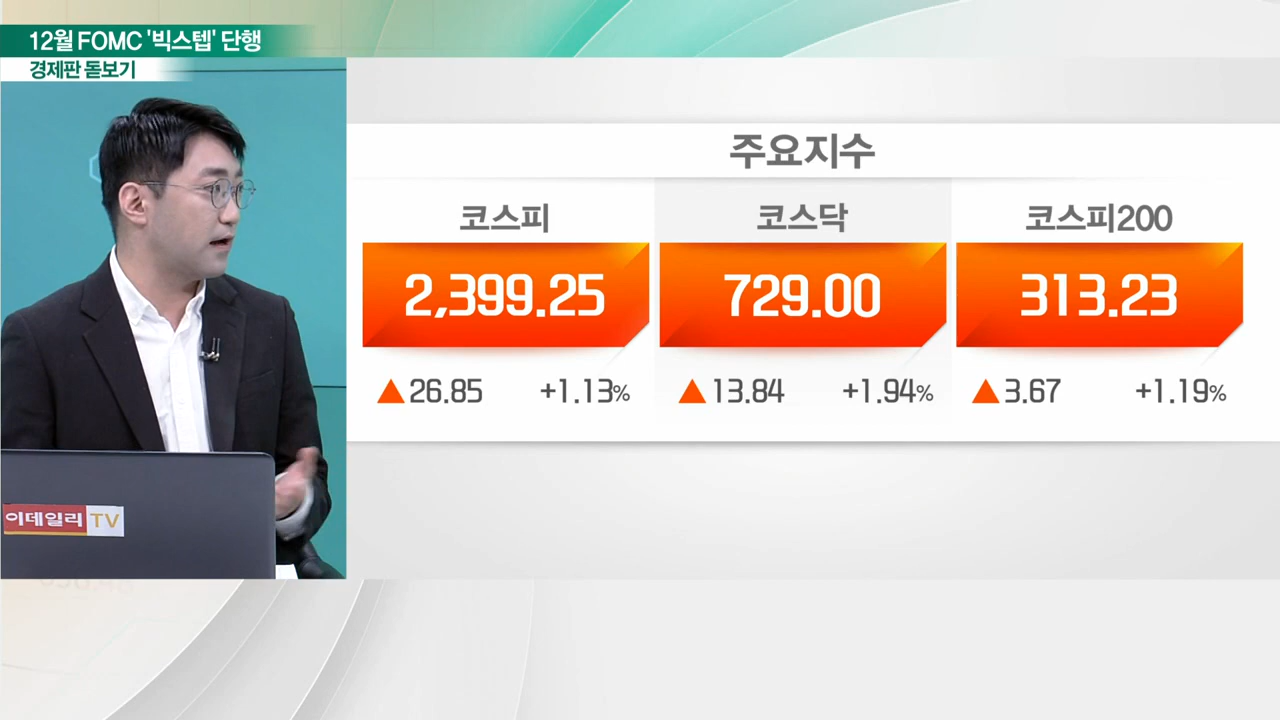 12월 FOMC '빅스텝' 단행
경제판 돋보기
주요지수
코스피
코스닥
코스피200
2,399.25
729.00
313.23
▲26.85 +1.13%
▲13.84 +1.94%
▲3.67 +1.19%
이데일리TV